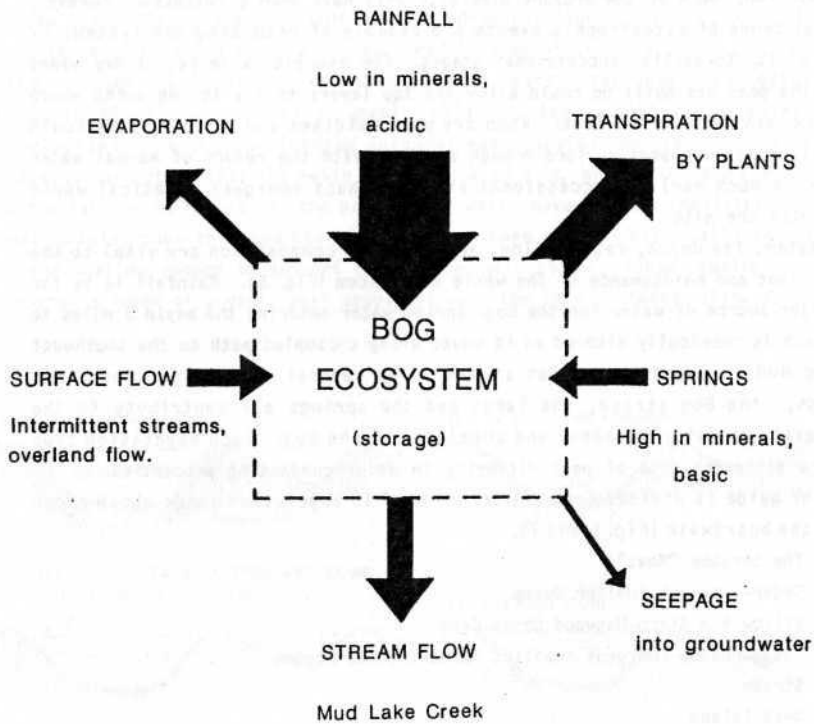 RAINFALL
Low in minerals,
acidic
EVAPORATION
TRANSPIRATION
BY PLANTS
BOG
ECOSYSTEM
(storage)
SURFACE FLOW
Intermittent streams,
overland flow.
SPRINGS
High in minerals,
basic
SEEPAGE
into groundwater
STREAM FLOW
Mud Lake Creek